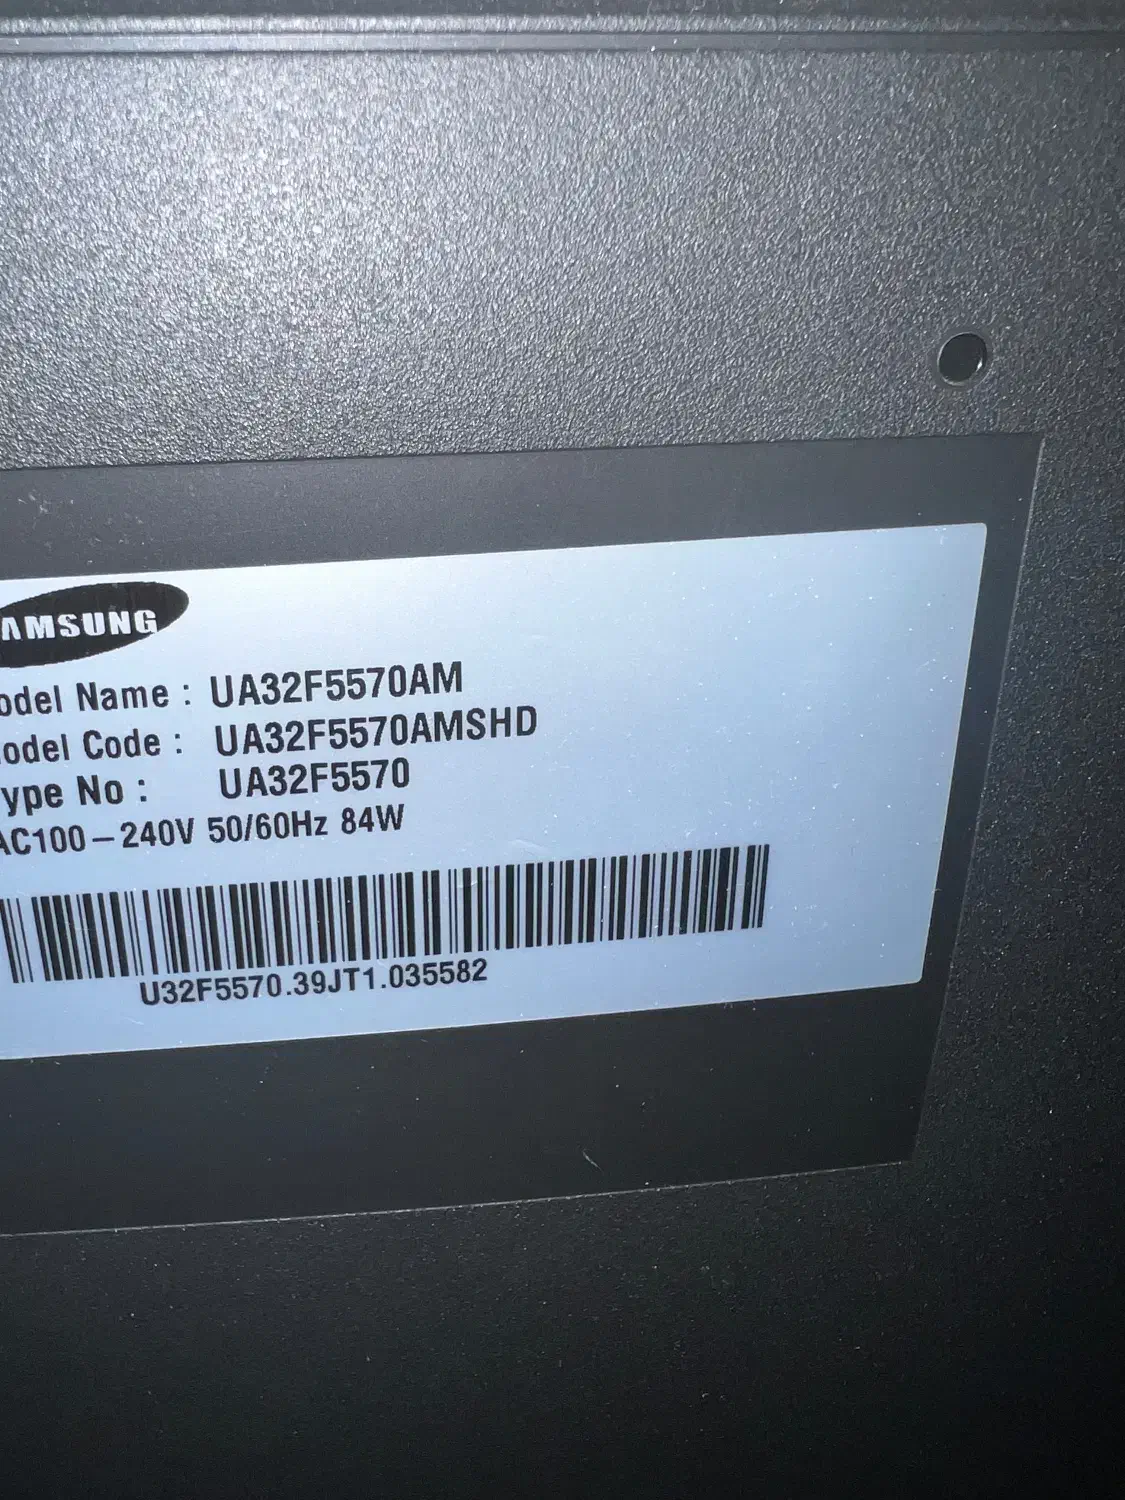 AMSUNG
odel Name : UA32F5570AM
odel Code : UA32F5570AMSHD
ype No : UA32F5570
AC100-240V 50/60Hz 84W
U32F5570.39JT1.035582